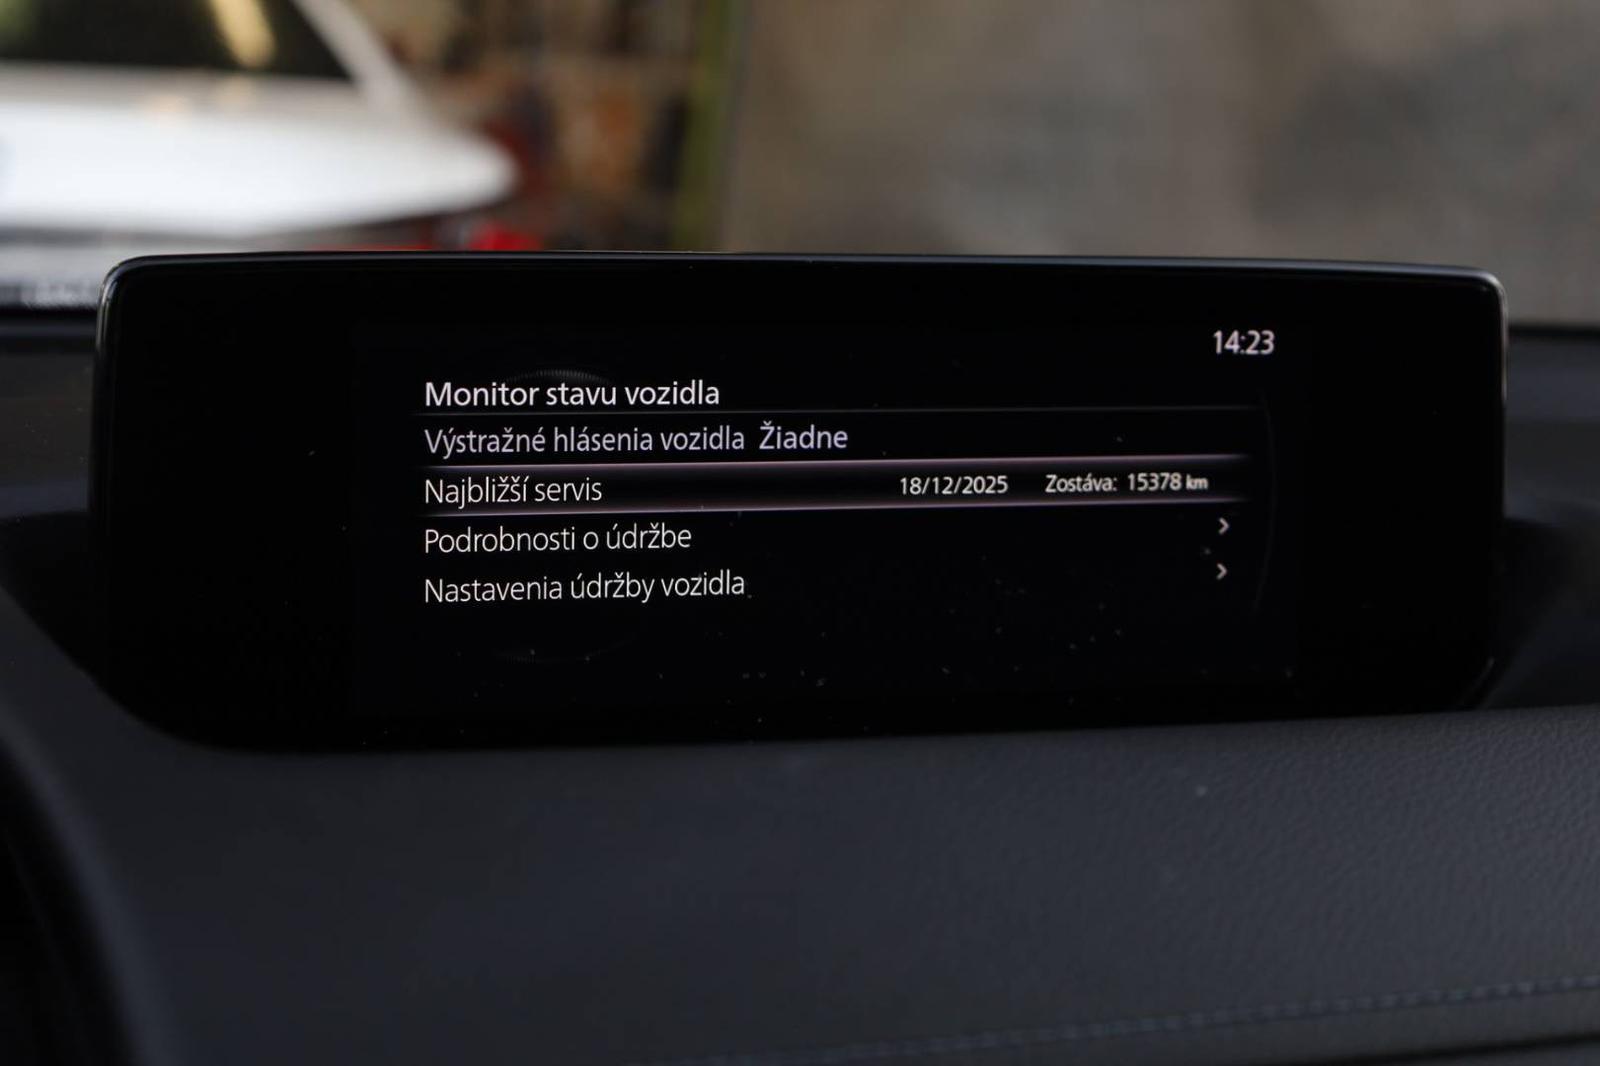 14:23
Monitor stavu vozidla
Výstražné hlásenia vozidla Žiadne
Najbližší servis 18/12/2025 Zostáva: 15378 km
Podrobnosti o údržbe
Nastavenia údržby vozidla